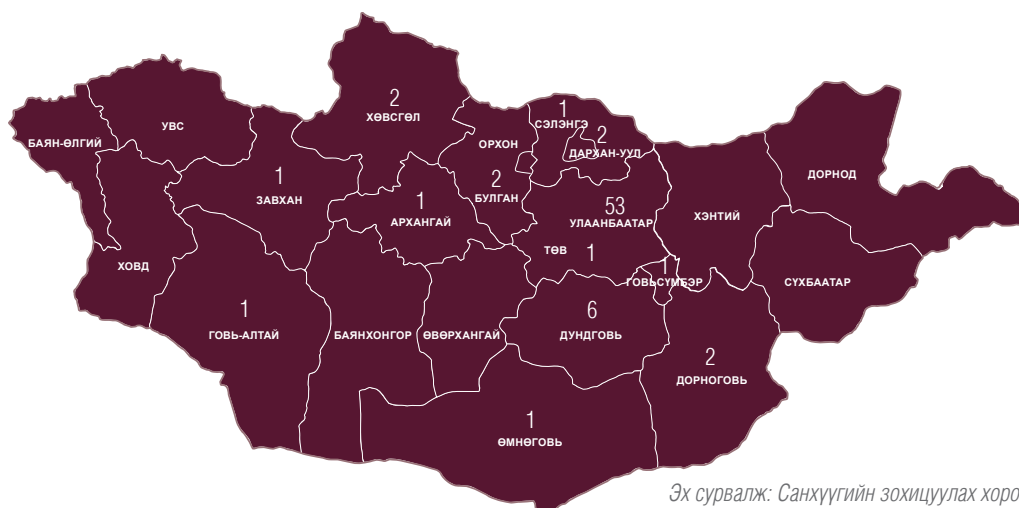 2
ХӨВСГӨЛ
1
СЭЛЭНГЭ
2
ДАРХАН-УУЛ
УВС
БАЯН-ӨЛГИЙ
ОРХОН
2
БУЛГАН
1
ЗАВХАН
1
АРХАНГАЙ
53
УЛААНБААТАР
ТӨВ
1
ХЭНТИЙ
ДОРНОД
ХОВД
1
ГОВЬСҮМБЭР
СҮХБААТАР
1
ГОВЬ-АЛТАЙ
БАЯНХОНГОР
ӨВӨРХАНГАЙ
6
ДУНДГОВЬ
2
ДОРНОГОВЬ
1
ӨМНӨГОВЬ
Эх сурвалж: Санхүүгийн зохицуулах хоро